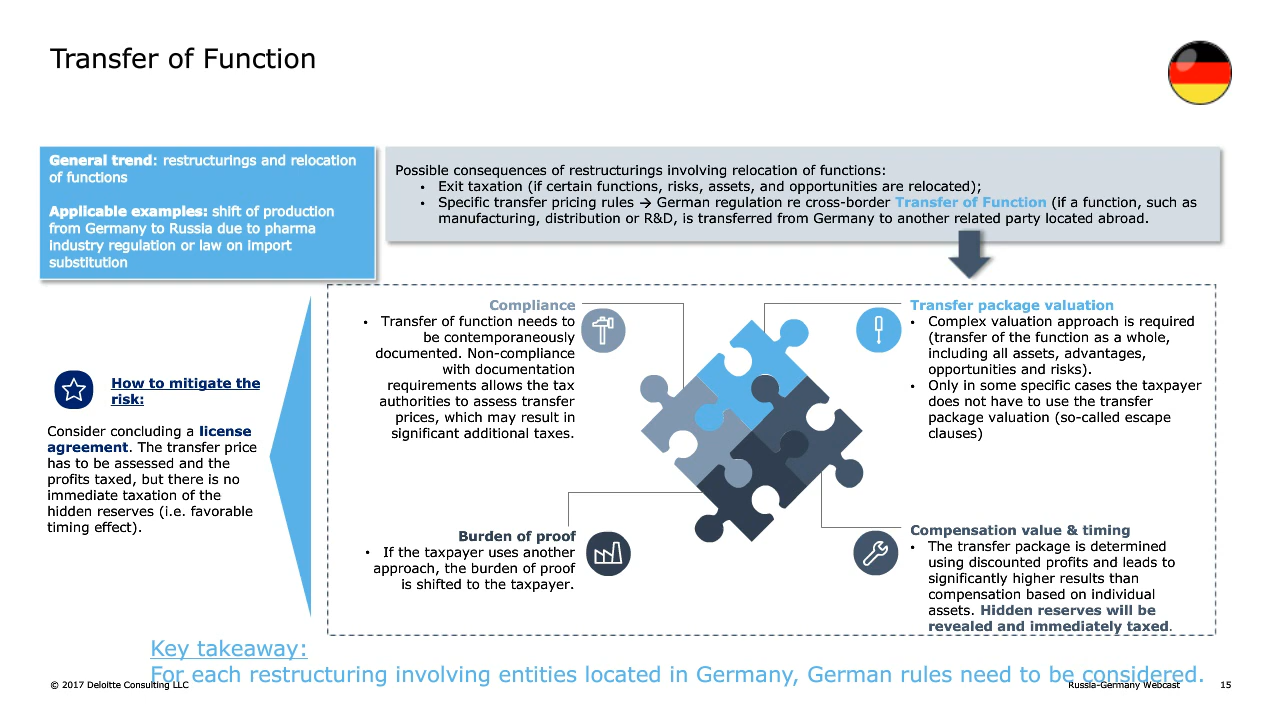 Transfer of Function
General trend: restructurings and relocation
of functions
Applicable examples: shift of production
from Germany to Russia due to pharma
industry regulation or law on import
substitution
Possible consequences of restructurings involving relocation of functions:
• Exit taxation (if certain functions, risks, assets, and opportunities are relocated);
• Specific transfer pricing rules → German regulation re cross-border Transfer of Function (if a function, such as
manufacturing, distribution or R&D, is transferred from Germany to another related party located abroad.
How to mitigate the
risk:
Consider concluding a license
agreement. The transfer price
has to be assessed and the
profits taxed, but there is no
immediate taxation of the
hidden reserves (i.e. favorable
timing effect).
Compliance
• Transfer of function needs to
be contemporaneously
documented. Non-compliance
with documentation
requirements allows the tax
authorities to assess transfer
prices, which may result in
significant additional taxes.
Transfer package valuation
• Complex valuation approach is required
(transfer of the function as a whole,
including all assets, advantages,
opportunities and risks).
• Only in some specific cases the taxpayer
does not have to use the transfer
package valuation (so-called escape
clauses)
Burden of proof
• If the taxpayer uses another
approach, the burden of proof
is shifted to the taxpayer.
Compensation value & timing
• The transfer package is determined
using discounted profits and leads to
significantly higher results than
compensation based on individual
assets. Hidden reserves will be
revealed and immediately taxed.
Key takeaway:
For each restructuring involving entities located in Germany, German rules need to be considered.
© 2017 Deloitte Consulting LLC
Russia-Germany Webcast
15